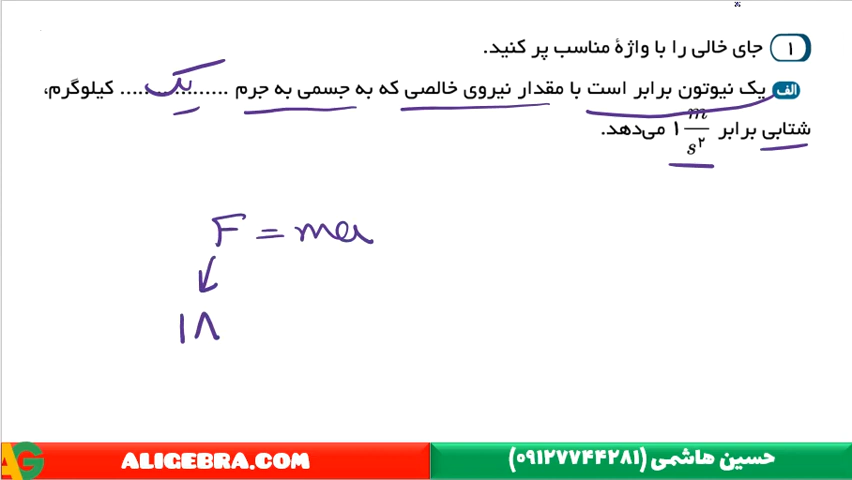 ۱ جای خالی را با واژهٔ مناسب پر کنید.
الف یک نیوتون برابر است با مقدار نیروی خالصی که به جسمی به جرم ........یک........ کیلوگرم،
شتابی برابر ۱ m/s² می‌دهد.
F = ma
ALIGEBRA.COM
حسین هاشمی (۰۹۱۲۷۷۴۴۲۸۱)
AG